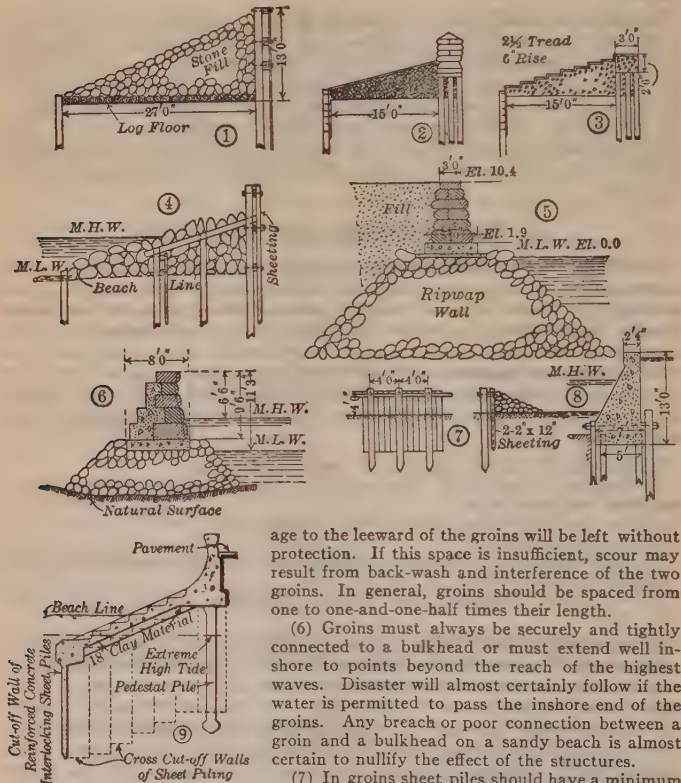 Stone
Fill
13'0"
27'0"
Log Floor
①
15'0"
②
2½ Tread
6" Rise
3'0"
2'6"
15'0"
③
④
M.H.W.
M.L.W.
Beach Line
Sheeting
3'0"
El. 10.4
⑤
Fill
El. 1.9
M.L.W. El. 0.0
Ripwap
Wall
8'0"
⑥
6'6"
9'6"
11'3"
M.H.W.
M.L.W.
Natural Surface
4'0" 4'0"
4'0"
⑦
2-2" x 12"
Sheeting
2'4"
M.H.W.
⑧
13'0"
5'
Pavement
Beach Line
18" Clay Material
Extreme
High Tide
Pedestal Pile
⑨
Cut-off Wall of
Reinforced Concrete
Interlocking Sheet Piles
Cross Cut-off Walls
of Sheet Piling
age to the leeward of the groins will be left without
protection. If this space is insufficient, scour may
result from back-wash and interference of the two
groins. In general, groins should be spaced from
one to one-and-one-half times their length.
(6) Groins must always be securely and tightly
connected to a bulkhead or must extend well in-
shore to points beyond the reach of the highest
waves. Disaster will almost certainly follow if the
water is permitted to pass the inshore end of the
groins. Any breach or poor connection between a
groin and a bulkhead on a sandy beach is almost
certain to nullify the effect of the structures.
(7) In groins sheet piles should have a minimum